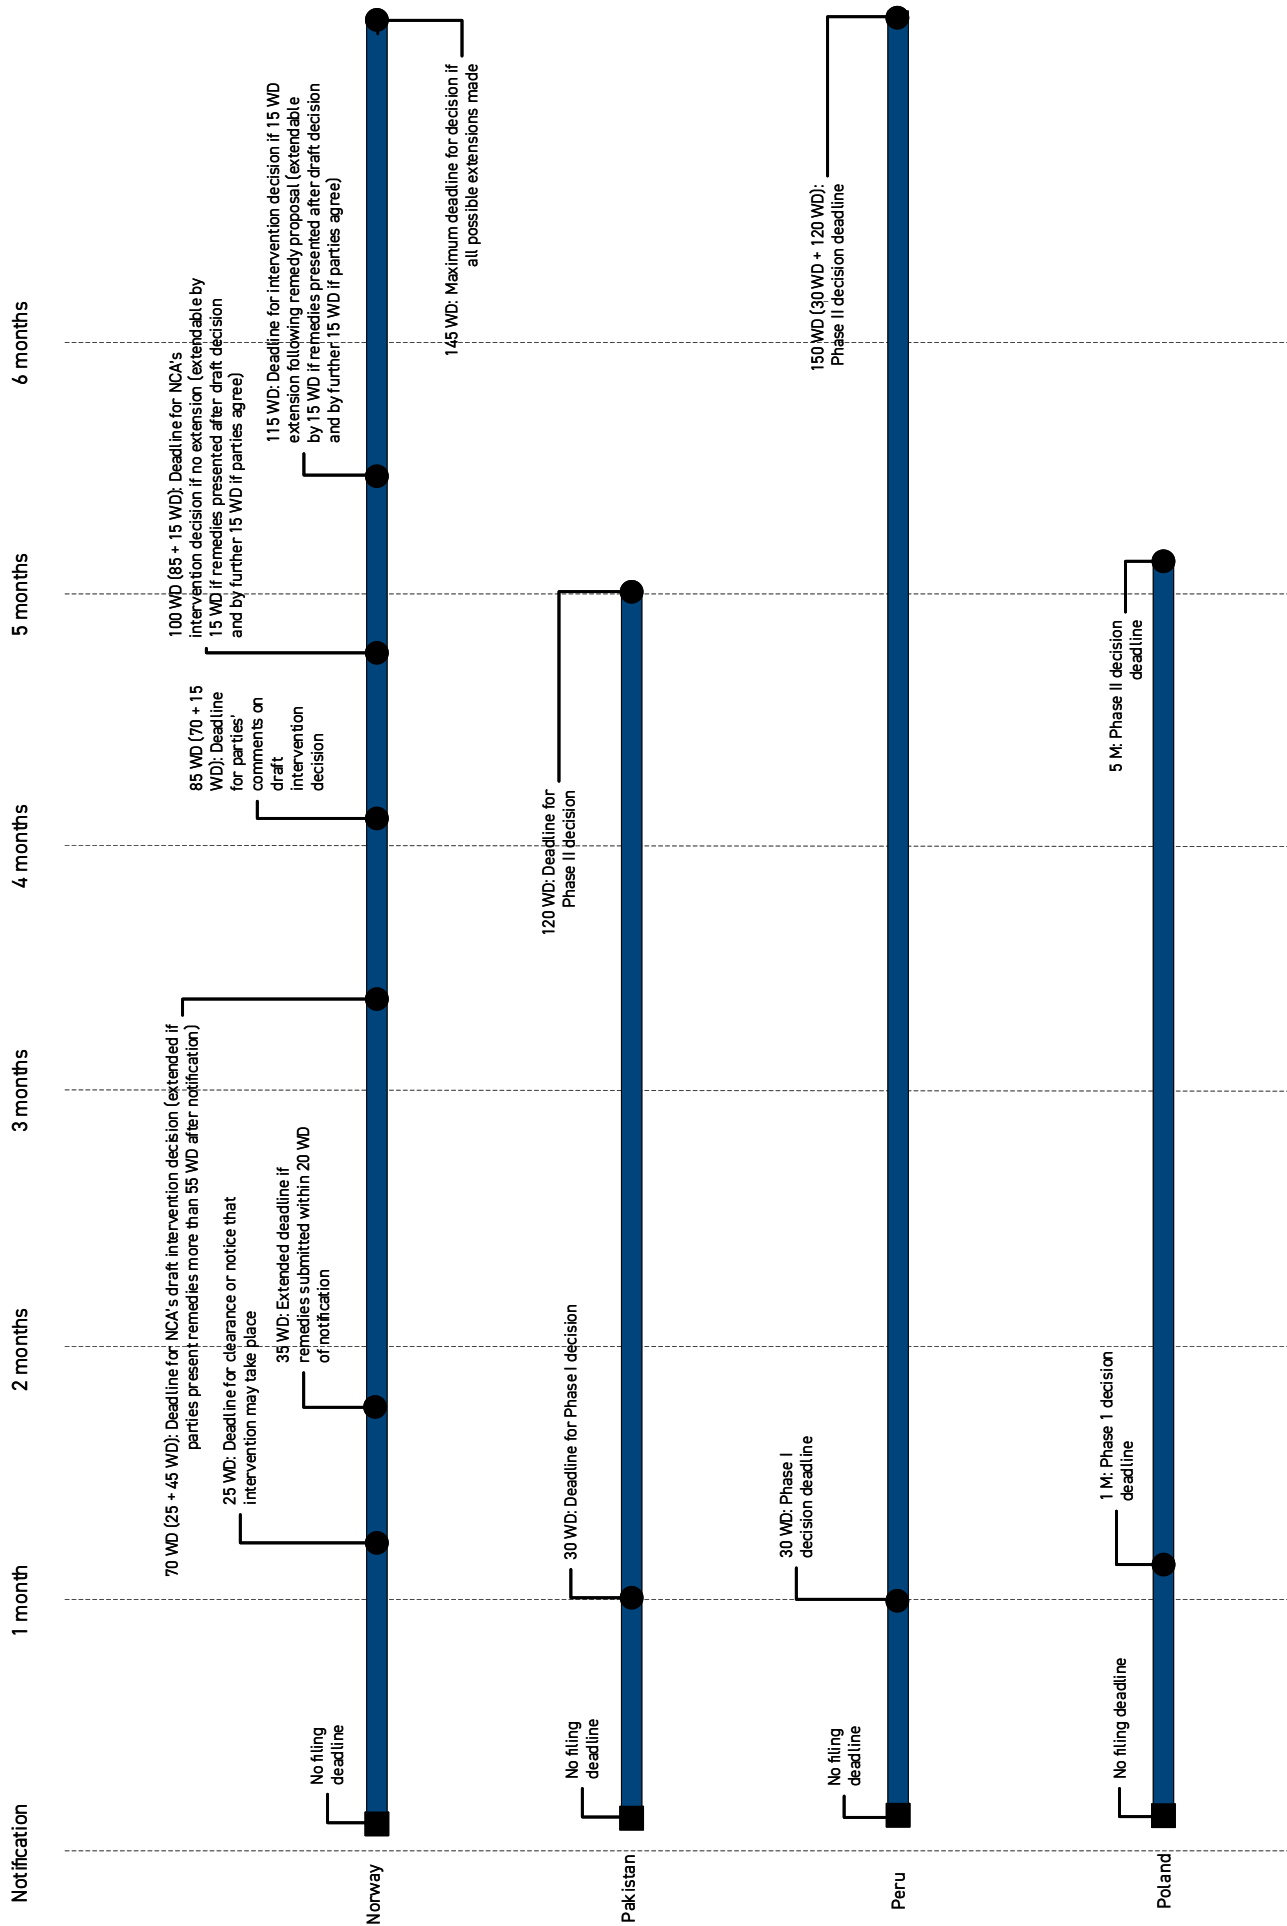 Notification
1 month
2 months
3 months
4 months
5 months
6 months
Norway
No filing
deadline
70 WD (25 + 45 WD): Deadline for NCA's draft intervention decision (extended if
parties present remedies more than 55 WD after notification)
25 WD: Deadline for clearance or notice that
intervention may take place
35 WD: Extended deadline if
remedies submitted within 20 WD
of notification
85 WD (70 + 15
WD): Deadline
for parties'
comments on
draft
intervention
decision
100 WD (85 + 15 WD): Deadline for NCA's
intervention decision if no extension (extendable by
15 WD if remedies presented after draft decision
and by further 15 WD if parties agree)
115 WD: Deadline for intervention decision if 15 WD
extension following remedy proposal (extendable
by 15 WD if remedies presented after draft decision
and by further 15 WD if parties agree)
145 WD: Maximum deadline for decision if
all possible extensions made
Pakistan
No filing
deadline
30 WD: Deadline for Phase I decision
120 WD: Deadline for
Phase II decision
Peru
No filing
deadline
30 WD: Phase I
decision deadline
150 WD (30 WD + 120 WD):
Phase II decision deadline
Poland
No filing deadline
1 M: Phase 1 decision
deadline
5 M: Phase II decision
deadline